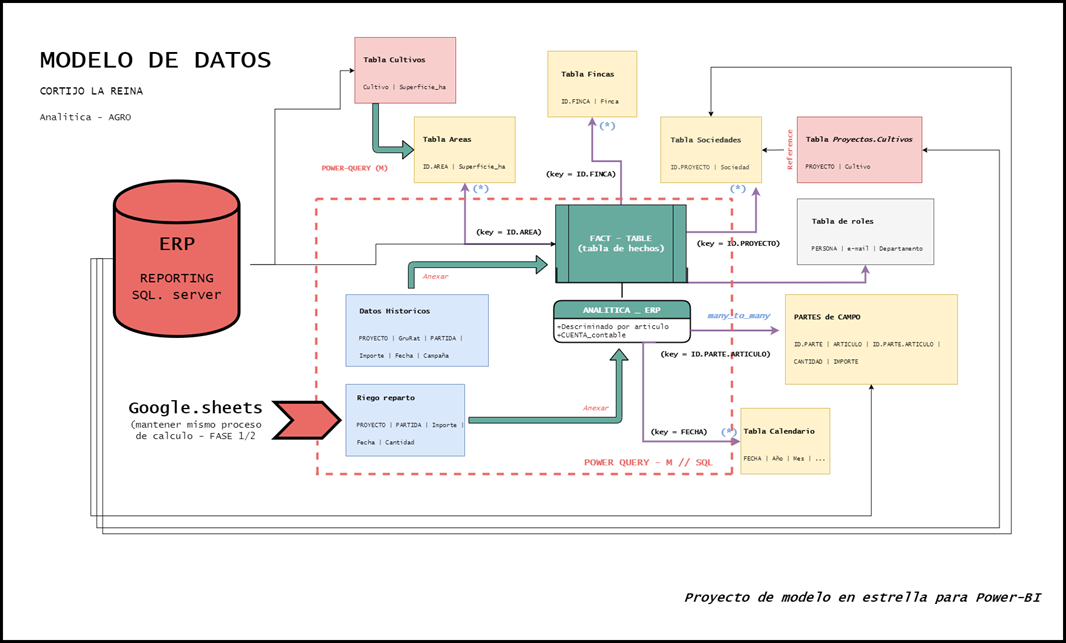 MODELO DE DATOS
CORTIJO LA REINA
Analitica - AGRO
Tabla Cultivos
Cultivo | Superficie_ha
Tabla Fincas
ID.FINCA | Finca
(*)
Tabla Areas
ID.AREA | Superficie_ha
(*)
POWER-QUERY (M)
Tabla Sociedades
ID.PROYECTO | Sociedad
(*)
Reference
Tabla Proyectos.Cultivos
PROYECTO | Cultivo
(key = ID.FINCA)
ERP
REPORTING
SQL. server
(key = ID.AREA)
FACT - TABLE
(tabla de hechos)
(key = ID.PROYECTO)
Tabla de roles
PERSONA | e-mail | Departamento
Anexar
Datos Historicos
PROYECTO | GruRat | PARTIDA |
Importe | Fecha | Campaña
ANALITICA _ ERP
+Descriminado por articulo
+CUENTA_contable
many_to_many
(key = ID.PARTE.ARTICULO)
PARTES de CAMPO
ID.PARTE | ARTICULO | ID.PARTE.ARTICULO |
CANTIDAD | IMPORTE
Google.sheets
(mantener mismo proceso
de calculo - FASE 1/2
Riego reparto
PROYECTO | PARTIDA | Importe |
Fecha | Cantidad
Anexar
(key = FECHA)
(*)
Tabla Calendario
FECHA | Año | Mes | ...
POWER QUERY - M // SQL
Proyecto de modelo en estrella para Power-BI